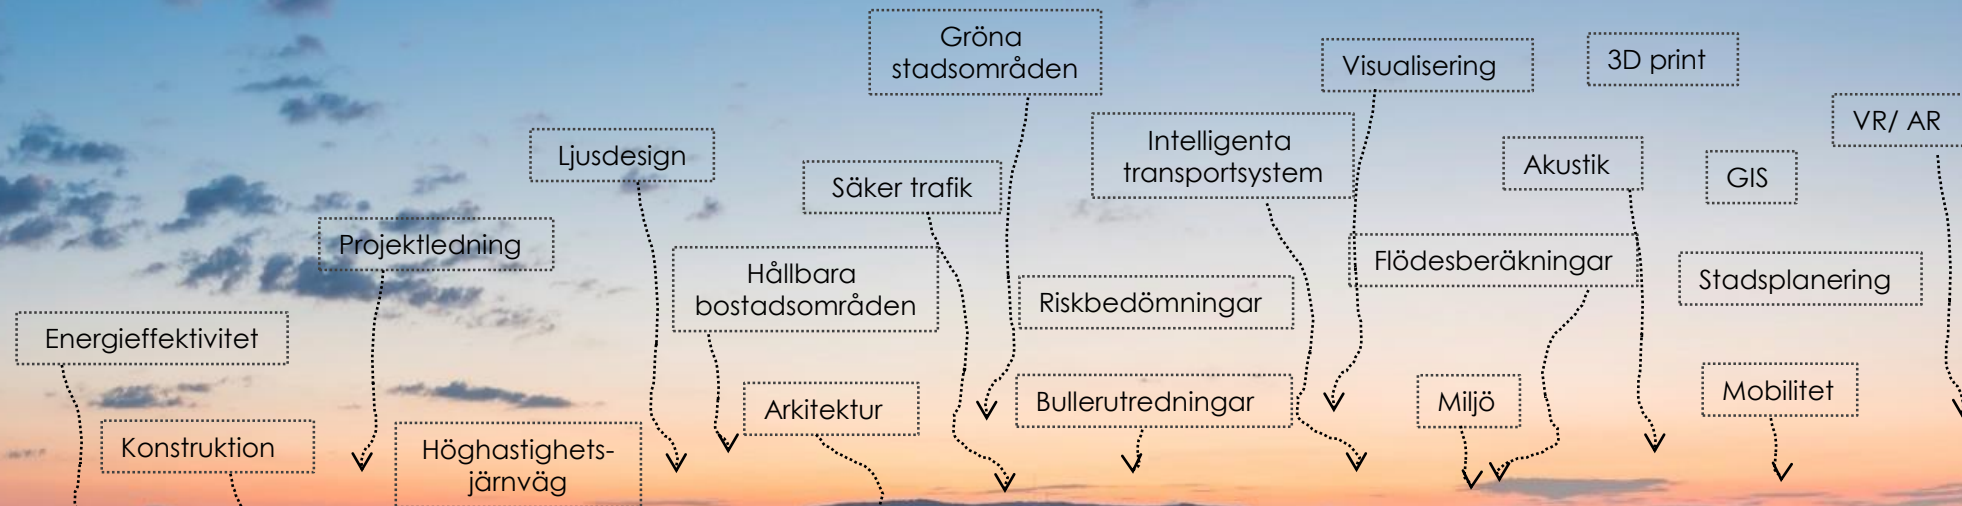 Gröna
stadsområden
Visualisering
3D print
VR/ AR
Intelligenta
transportsystem
Ljusdesign
Akustik
GIS
Säker trafik
Projektledning
Flödesberäkningar
Hållbara
bostadsområden
Stadsplanering
Riskbedömningar
Energieffektivitet
Mobilitet
Bullerutredningar
Miljö
Arkitektur
Konstruktion
Höghastighets-
järnväg